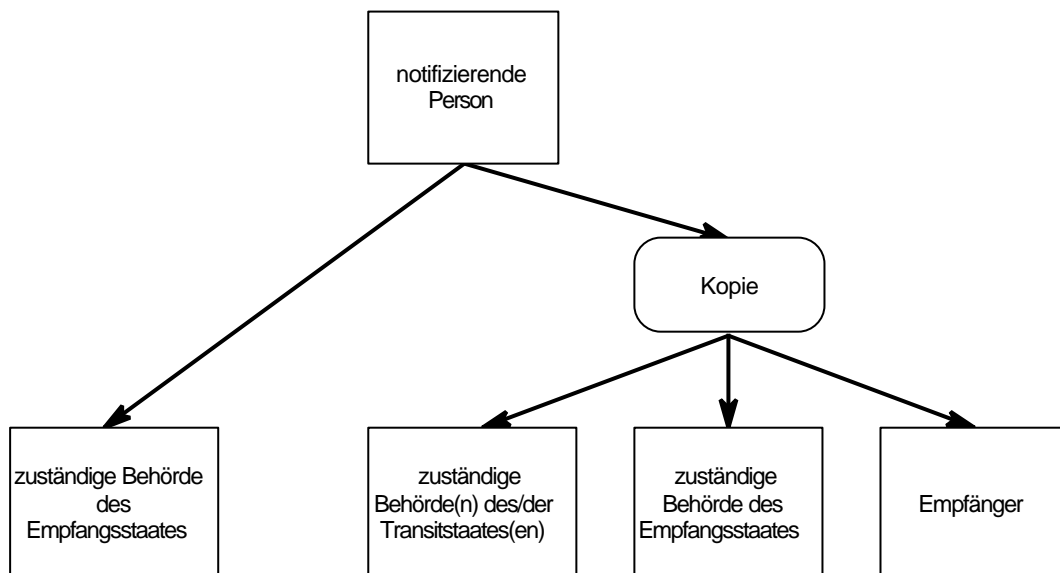 notifizierende
Person
Kopie
zuständige Behörde
des
Empfangsstaates
zuständige
Behörde(n) des/der
Transitstaates(en)
zuständige
Behörde des
Empfangsstaates
Empfänger